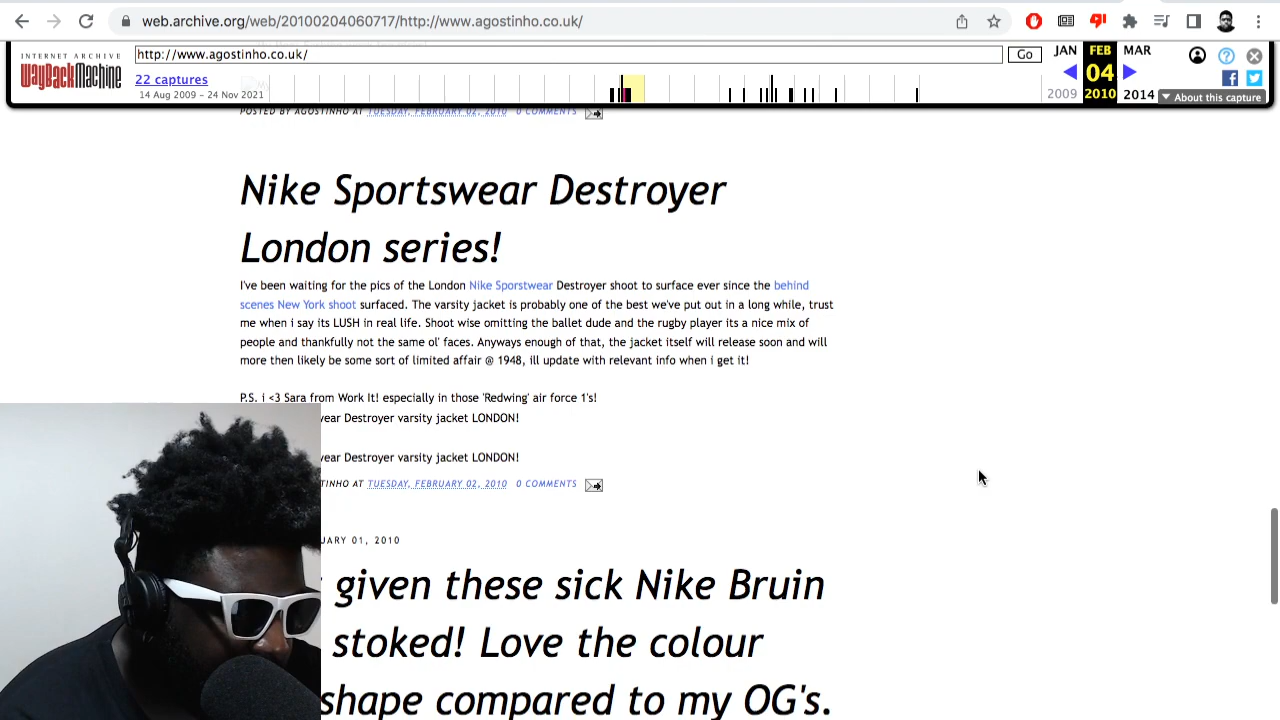 web.archive.org/web/20100204060717/http://www.agostinho.co.uk/
INTERNET ARCHIVE
WayBackMachine
http://www.agostinho.co.uk/
Go
JAN FEB MAR
22 captures
04
14 Aug 2009 – 24 Nov 2021
2009 2010 2014
About this capture
POSTED BY AGOSTINHO AT TUESDAY, FEBRUARY 02, 2010 0 COMMENTS
Nike Sportswear Destroyer
London series!
I've been waiting for the pics of the London Nike Sporstwear Destroyer shoot to surface ever since the behind
scenes New York shoot surfaced. The varsity jacket is probably one of the best we've put out in a long while, trust
me when i say its LUSH in real life. Shoot wise omitting the ballet dude and the rugby player its a nice mix of
people and thankfully not the same ol' faces. Anyways enough of that, the jacket itself will release soon and will
more then likely be some sort of limited affair @ 1948, ill update with relevant info when i get it!
P.S. i <3 Sara from Work It! especially in those 'Redwing' air force 1's!
ear Destroyer varsity jacket LONDON!
ear Destroyer varsity jacket LONDON!
TINHO AT TUESDAY, FEBRUARY 02, 2010 0 COMMENTS
UARY 01, 2010
given these sick Nike Bruin
stoked! Love the colour
shape compared to my OG's.